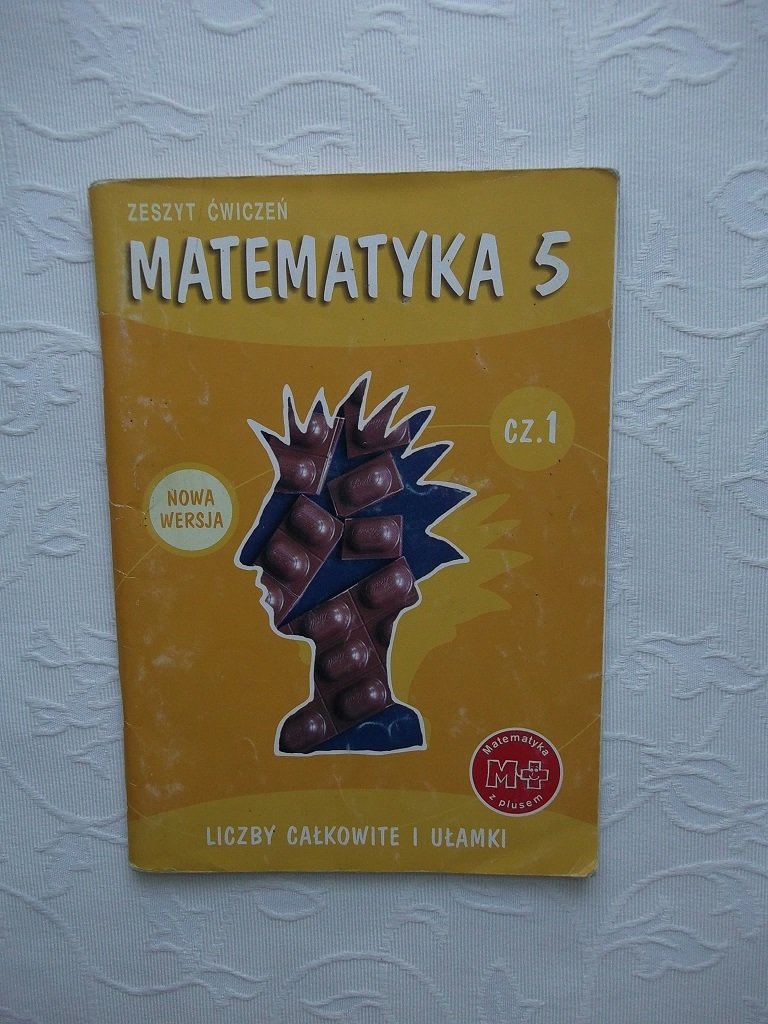 ZESZYT ĆWICZEŃ
MATEMATYKA 5
cz.1
NOWA
WERSJA
Matematyka
M+
z plusem
LICZBY CAŁKOWITE I UŁAMKI